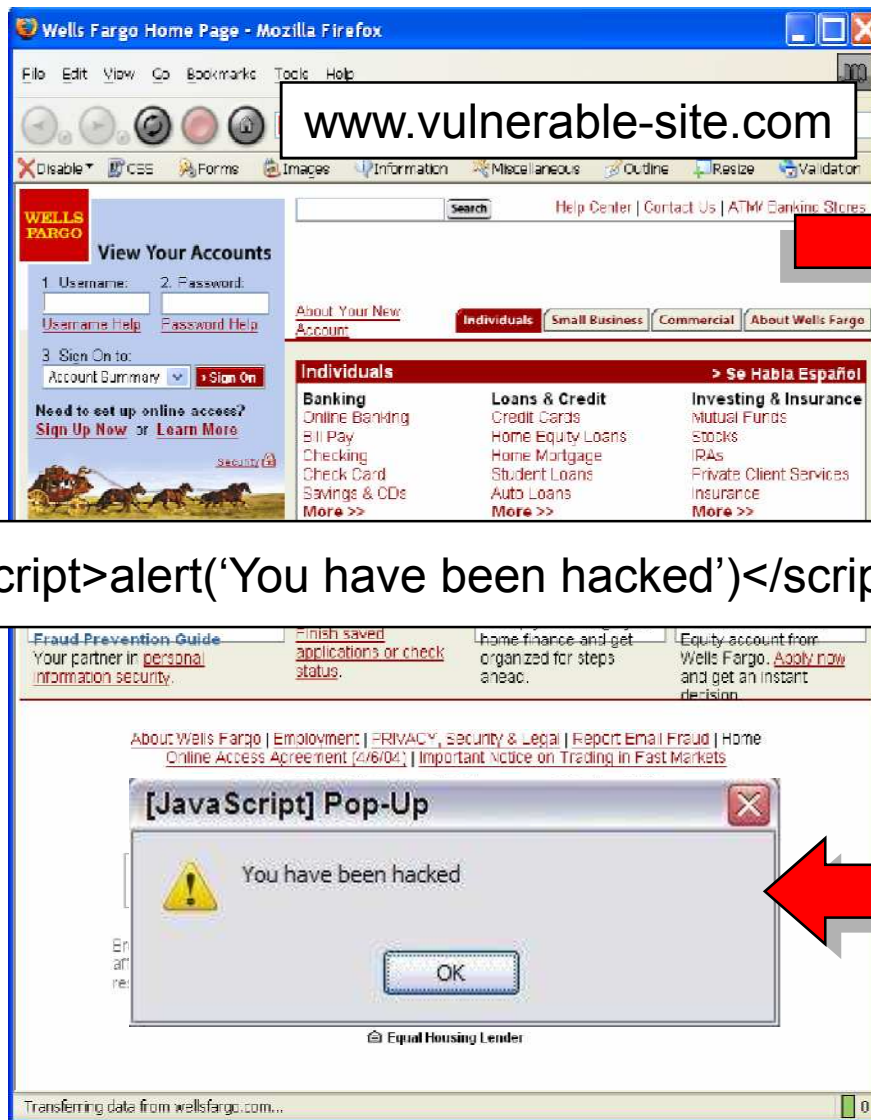 Wells Fargo Home Page - Mozilla Firefox
File Edit View Go Bookmarks Tools Help
www.vulnerable-site.com
Disable CSS Forms Images Information Miscellaneous Outline Resize Validation
WELLS
FARGO
Search
Help Center | Contact Us | ATM/ Banking Stores
View Your Accounts
1 Username: 2. Password:
Username Help Password Help
About Your New
Account
Individuals Small Business Commercial About Wells Fargo
3 Sign On to:
Account Summary › Sign On
Need to set up online access?
Sign Up Now or Learn More
Security
Individuals > Se Habla Español
Banking Loans & Credit Investing & Insurance
Online Banking Credit Cards Mutual Funds
Bill Pay Home Equity Loans Stocks
Checking Home Mortgage IRAs
Check Card Student Loans Private Client Services
Savings & CDs Auto Loans Insurance
More >> More >> More >>
cript>alert(‘You have been hacked’)</scrip
Fraud Prevention Guide
Your partner in personal
information security.
Finish saved
applications or check
status.
home finance and get
organized for steps
ahead.
Equity account from
Wells Fargo. Apply now
and get an instant
decision
About Wells Fargo | Employment | PRIVACY, Security & Legal | Report Email Fraud | Home
Online Access Agreement (4/6/04) | Important Notice on Trading in Fast Markets
[JavaScript] Pop-Up
You have been hacked
OK
Equal Housing Lender
Transferring data from wellsfargo.com...
0